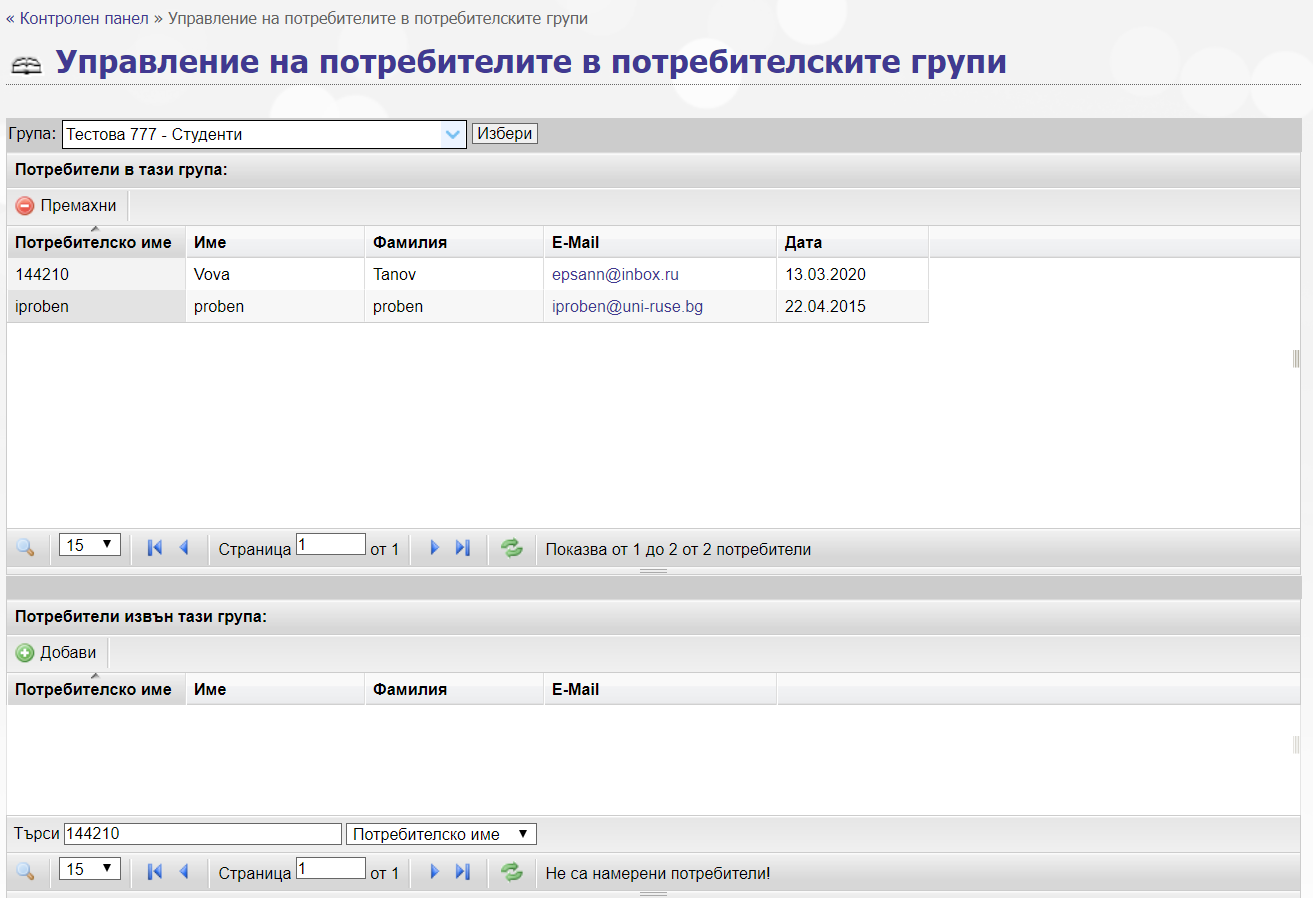 « Контролен панел » Управление на потребителите в потребителските групи
Управление на потребителите в потребителските групи
Група: Тестова 777 - Студенти Избери
Потребители в тази група:
Премахни
Потребителско име Име Фамилия E-Mail Дата
144210 Vova Tanov epsann@inbox.ru 13.03.2020
iproben proben proben iproben@uni-ruse.bg 22.04.2015
15 Страница 1 от 1 Показва от 1 до 2 от 2 потребители
Потребители извън тази група:
Добави
Потребителско име Име Фамилия E-Mail
Търси 144210 Потребителско име
15 Страница 1 от 1 Не са намерени потребители!